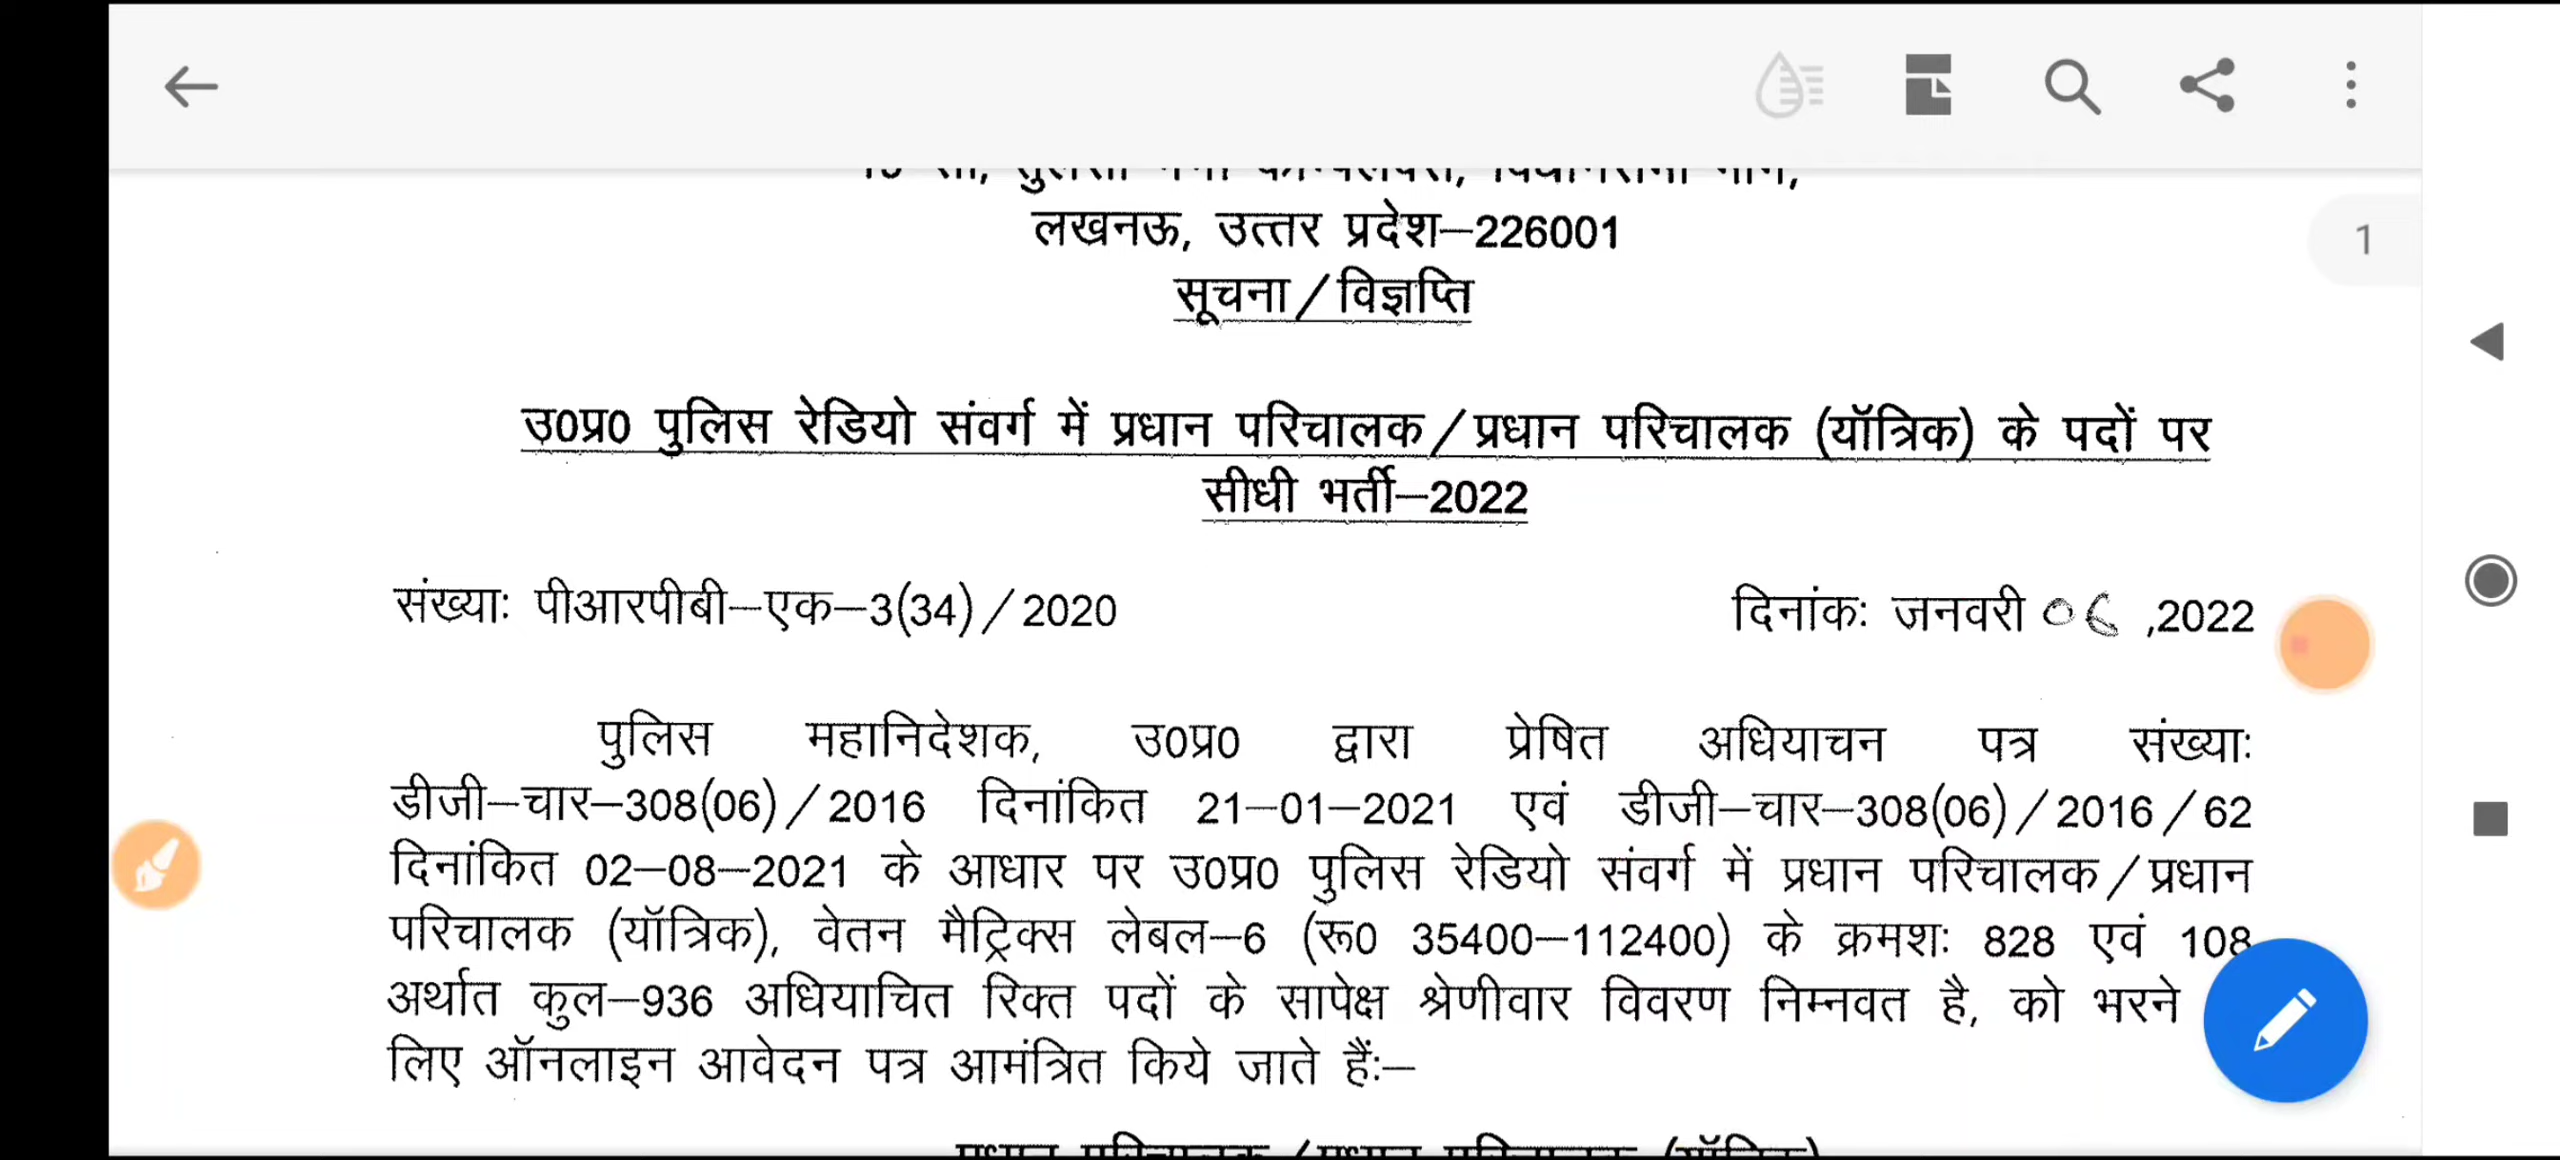 लखनऊ, उत्तर प्रदेश–226001
1
सूचना/विज्ञप्ति
उ0प्र0 पुलिस रेडियो संवर्ग में प्रधान परिचालक/प्रधान परिचालक (यॉंत्रिक) के पदों पर
सीधी भर्ती–2022
संख्याः पीआरपीबी–एक–3(34)/2020 दिनांकः जनवरी 06 ,2022
पुलिस महानिदेशक, उ0प्र0 द्वारा प्रेषित अधियाचन पत्र संख्याः
डीजी–चार–308(06)/2016 दिनांकित 21–01–2021 एवं डीजी–चार–308(06)/2016/62
दिनांकित 02–08–2021 के आधार पर उ0प्र0 पुलिस रेडियो संवर्ग में प्रधान परिचालक/प्रधान
परिचालक (यॉंत्रिक), वेतन मैट्रिक्स लेबल–6 (रू0 35400–112400) के क्रमशः 828 एवं 108
अर्थात कुल–936 अधियाचित रिक्त पदों के सापेक्ष श्रेणीवार विवरण निम्नवत है, को भरने
लिए ऑनलाइन आवेदन पत्र आमंत्रित किये जाते हैंः–